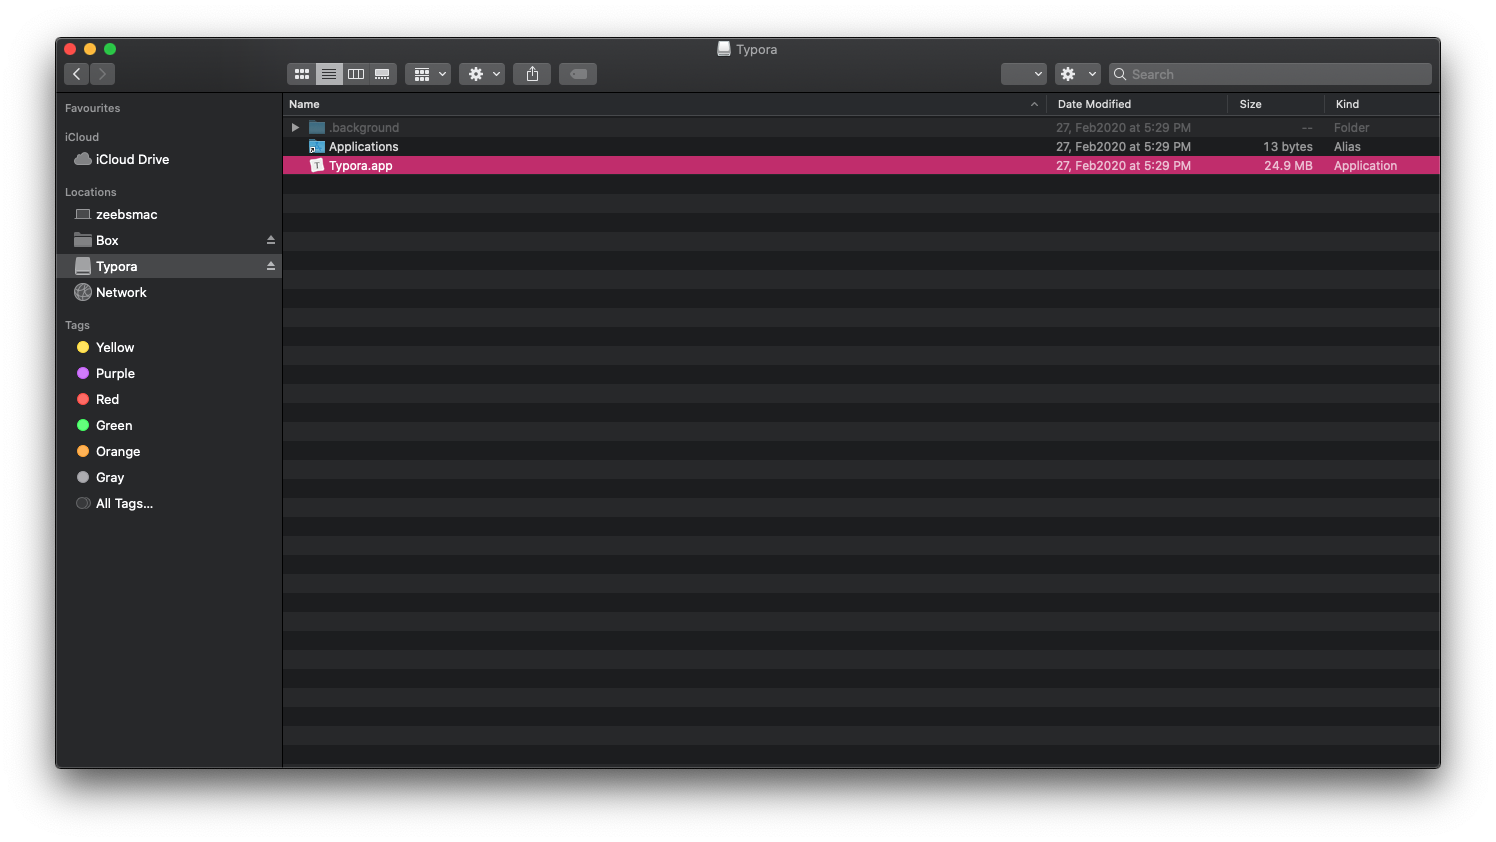 Typora
Search
Favourites
iCloud
iCloud Drive
Locations
zeebsmac
Box
Typora
Network
Tags
Yellow
Purple
Red
Green
Orange
Gray
All Tags...
Name Date Modified Size Kind
.background 27, Feb2020 at 5:29 PM -- Folder
Applications 27, Feb2020 at 5:29 PM 13 bytes Alias
T Typora.app 27, Feb2020 at 5:29 PM 24.9 MB Application